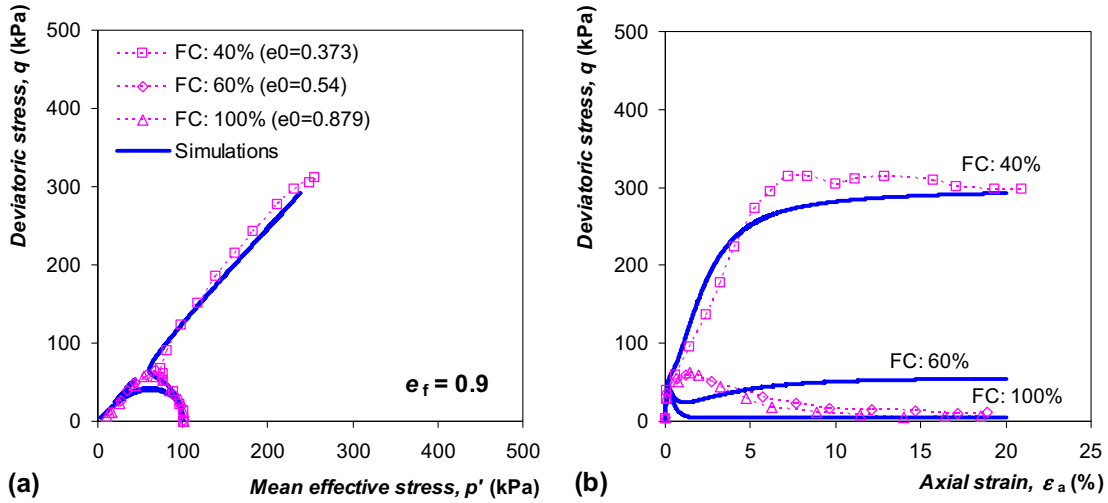 500
400
300
200
100
0
Deviatoric stress, q (kPa)
FC: 40% (e0=0.373)
FC: 60% (e0=0.54)
FC: 100% (e0=0.879)
Simulations
e f = 0.9
0 100 200 300 400 500
(a) Mean effective stress, p' (kPa)
500
400
300
200
100
0
Deviatoric stress, q (kPa)
FC: 40%
FC: 60%
FC: 100%
0 5 10 15 20 25
(b) Axial strain, ε a (%)